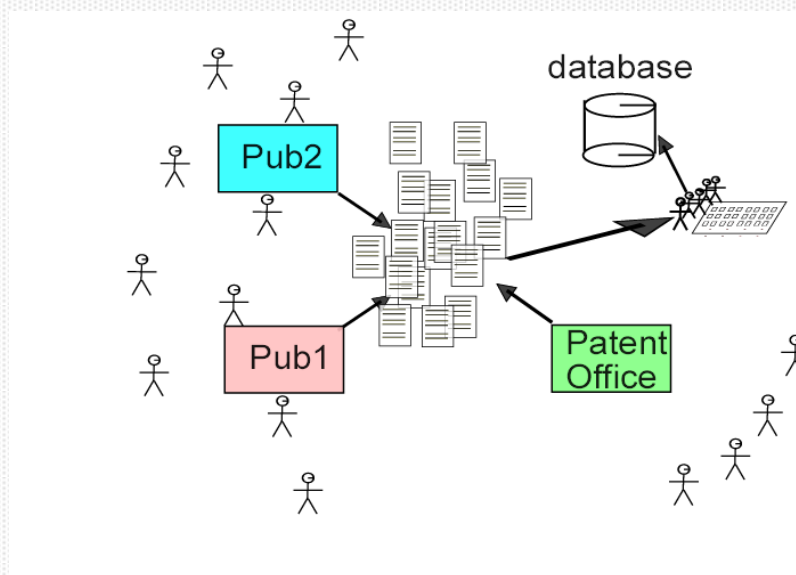 database
Pub2
Pub1
Patent
Office